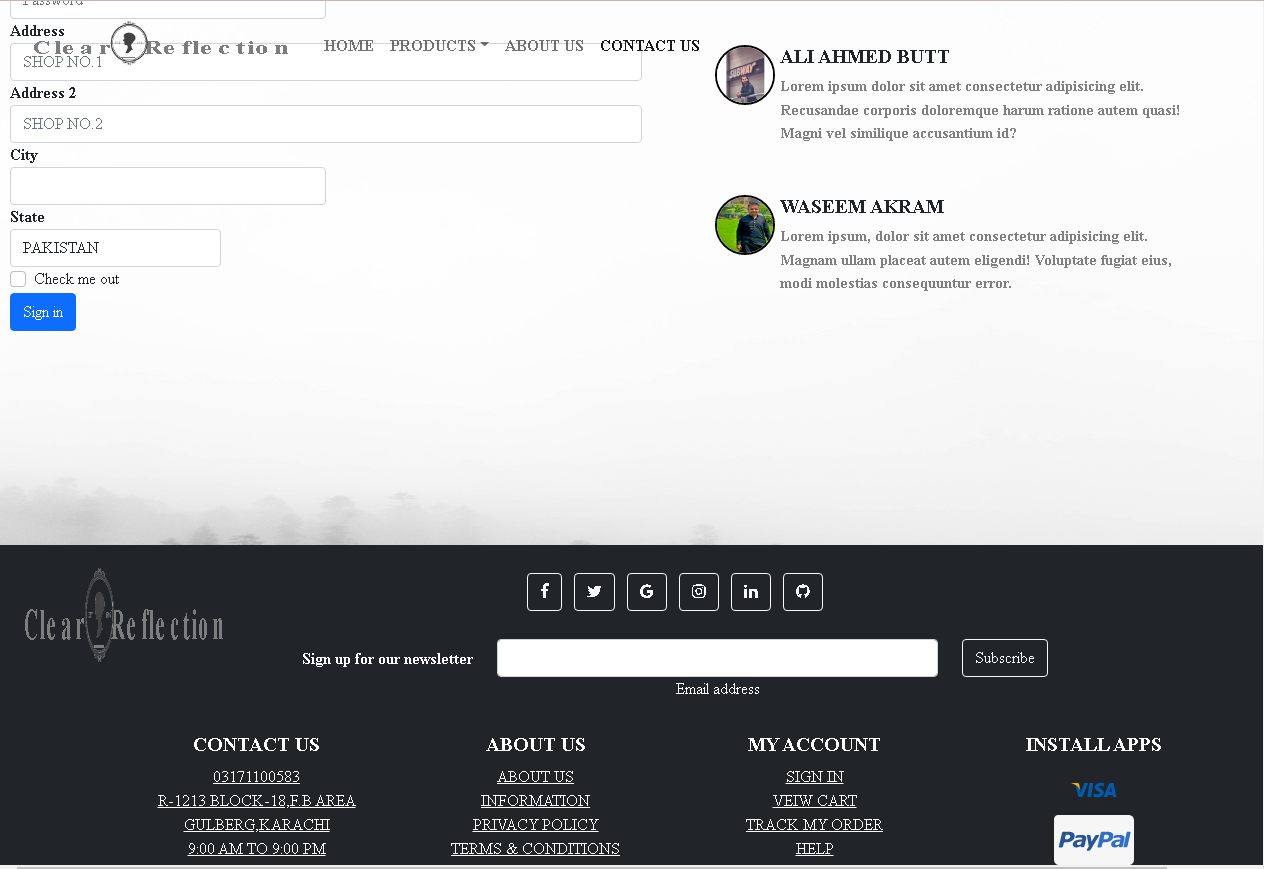 Password
Address
Clear Reflection
HOME PRODUCTS ABOUT US CONTACT US
SHOP NO.1
Address 2
SHOP NO.2
City
State
PAKISTAN
Check me out
Sign in
SUBWAY
ALI AHMED BUTT
Lorem ipsum dolor sit amet consectetur adipisicing elit.
Recusandae corporis doloremque harum ratione autem quasi!
Magni vel similique accusantium id?
WASEEM AKRAM
Lorem ipsum, dolor sit amet consectetur adipisicing elit.
Magnam ullam placeat autem eligendi! Voluptate fugiat eius,
modi molestias consequuntur error.
Clear Reflection
Sign up for our newsletter
Subscribe
Email address
CONTACT US
03171100583
R-1213 BLOCK-18,F.B AREA
GULBERG,KARACHI
9:00 AM TO 9:00 PM
ABOUT US
ABOUT US
INFORMATION
PRIVACY POLICY
TERMS & CONDITIONS
MY ACCOUNT
SIGN IN
VEIW CART
TRACK MY ORDER
HELP
INSTALL APPS
VISA
PayPal